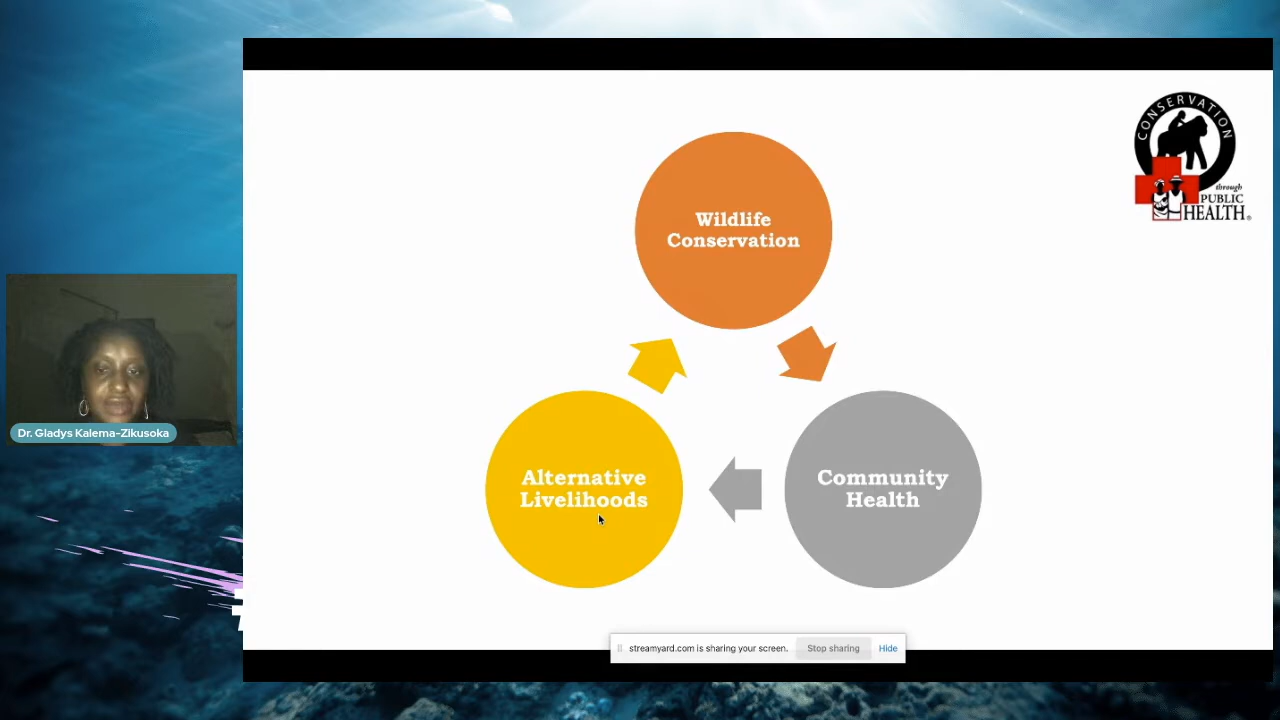 CONSERVATION
through
PUBLIC
HEALTH®
Wildlife
Conservation
Alternative
Livelihoods
Community
Health
Dr. Gladys Kalema-Zikusoka
streamyard.com is sharing your screen.
Stop sharing
Hide